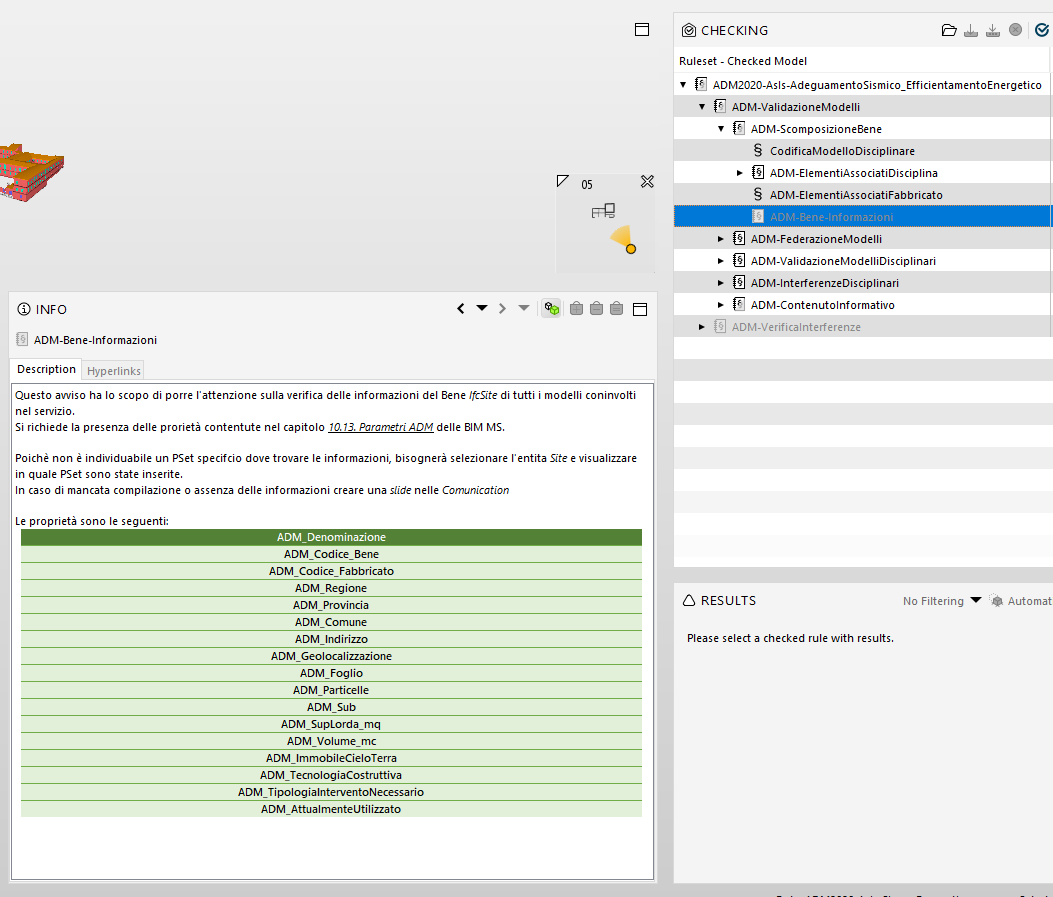 CHECKING
Ruleset - Checked Model
ADM2020-AsIs-AdeguamentoSismico_EfficientamentoEnergetico
ADM-ValidazioneModelli
ADM-ScomposizioneBene
CodificaModelloDisciplinare
ADM-ElementiAssociatiDisciplina
ADM-ElementiAssociatiFabbricato
ADM-Bene-Informazioni
ADM-FederazioneModelli
ADM-ValidazioneModelliDisciplinari
ADM-InterferenzeDisciplinari
ADM-ContenutoInformativo
ADM-VerificaInterferenze
05
INFO
ADM-Bene-Informazioni
Description Hyperlinks
Questo avviso ha lo scopo di porre l'attenzione sulla verifica delle informazioni del Bene IfcSite di tutti i modelli coninvolti
nel servizio.
Si richiede la presenza delle prorietà contentute nel capitolo 10.13. Parametri ADM delle BIM MS.
Poichè non è individuabile un PSet specifcio dove trovare le informazioni, bisognerà selezionare l'entita Site e visualizzare
in quale PSet sono state inserite.
In caso di mancata compilazione o assenza delle informazioni creare una slide nelle Comunication
Le proprietà sono le seguenti:
ADM_Denominazione
ADM_Codice_Bene
ADM_Codice_Fabbricato
ADM_Regione
ADM_Provincia
ADM_Comune
ADM_Indirizzo
ADM_Geolocalizzazione
ADM_Foglio
ADM_Particelle
ADM_Sub
ADM_SupLorda_mq
ADM_Volume_mc
ADM_ImmobileCieloTerra
ADM_TecnologiaCostruttiva
ADM_TipologiaInterventoNecessario
ADM_AttualmenteUtilizzato
RESULTS
No Filtering Automat
Please select a checked rule with results.